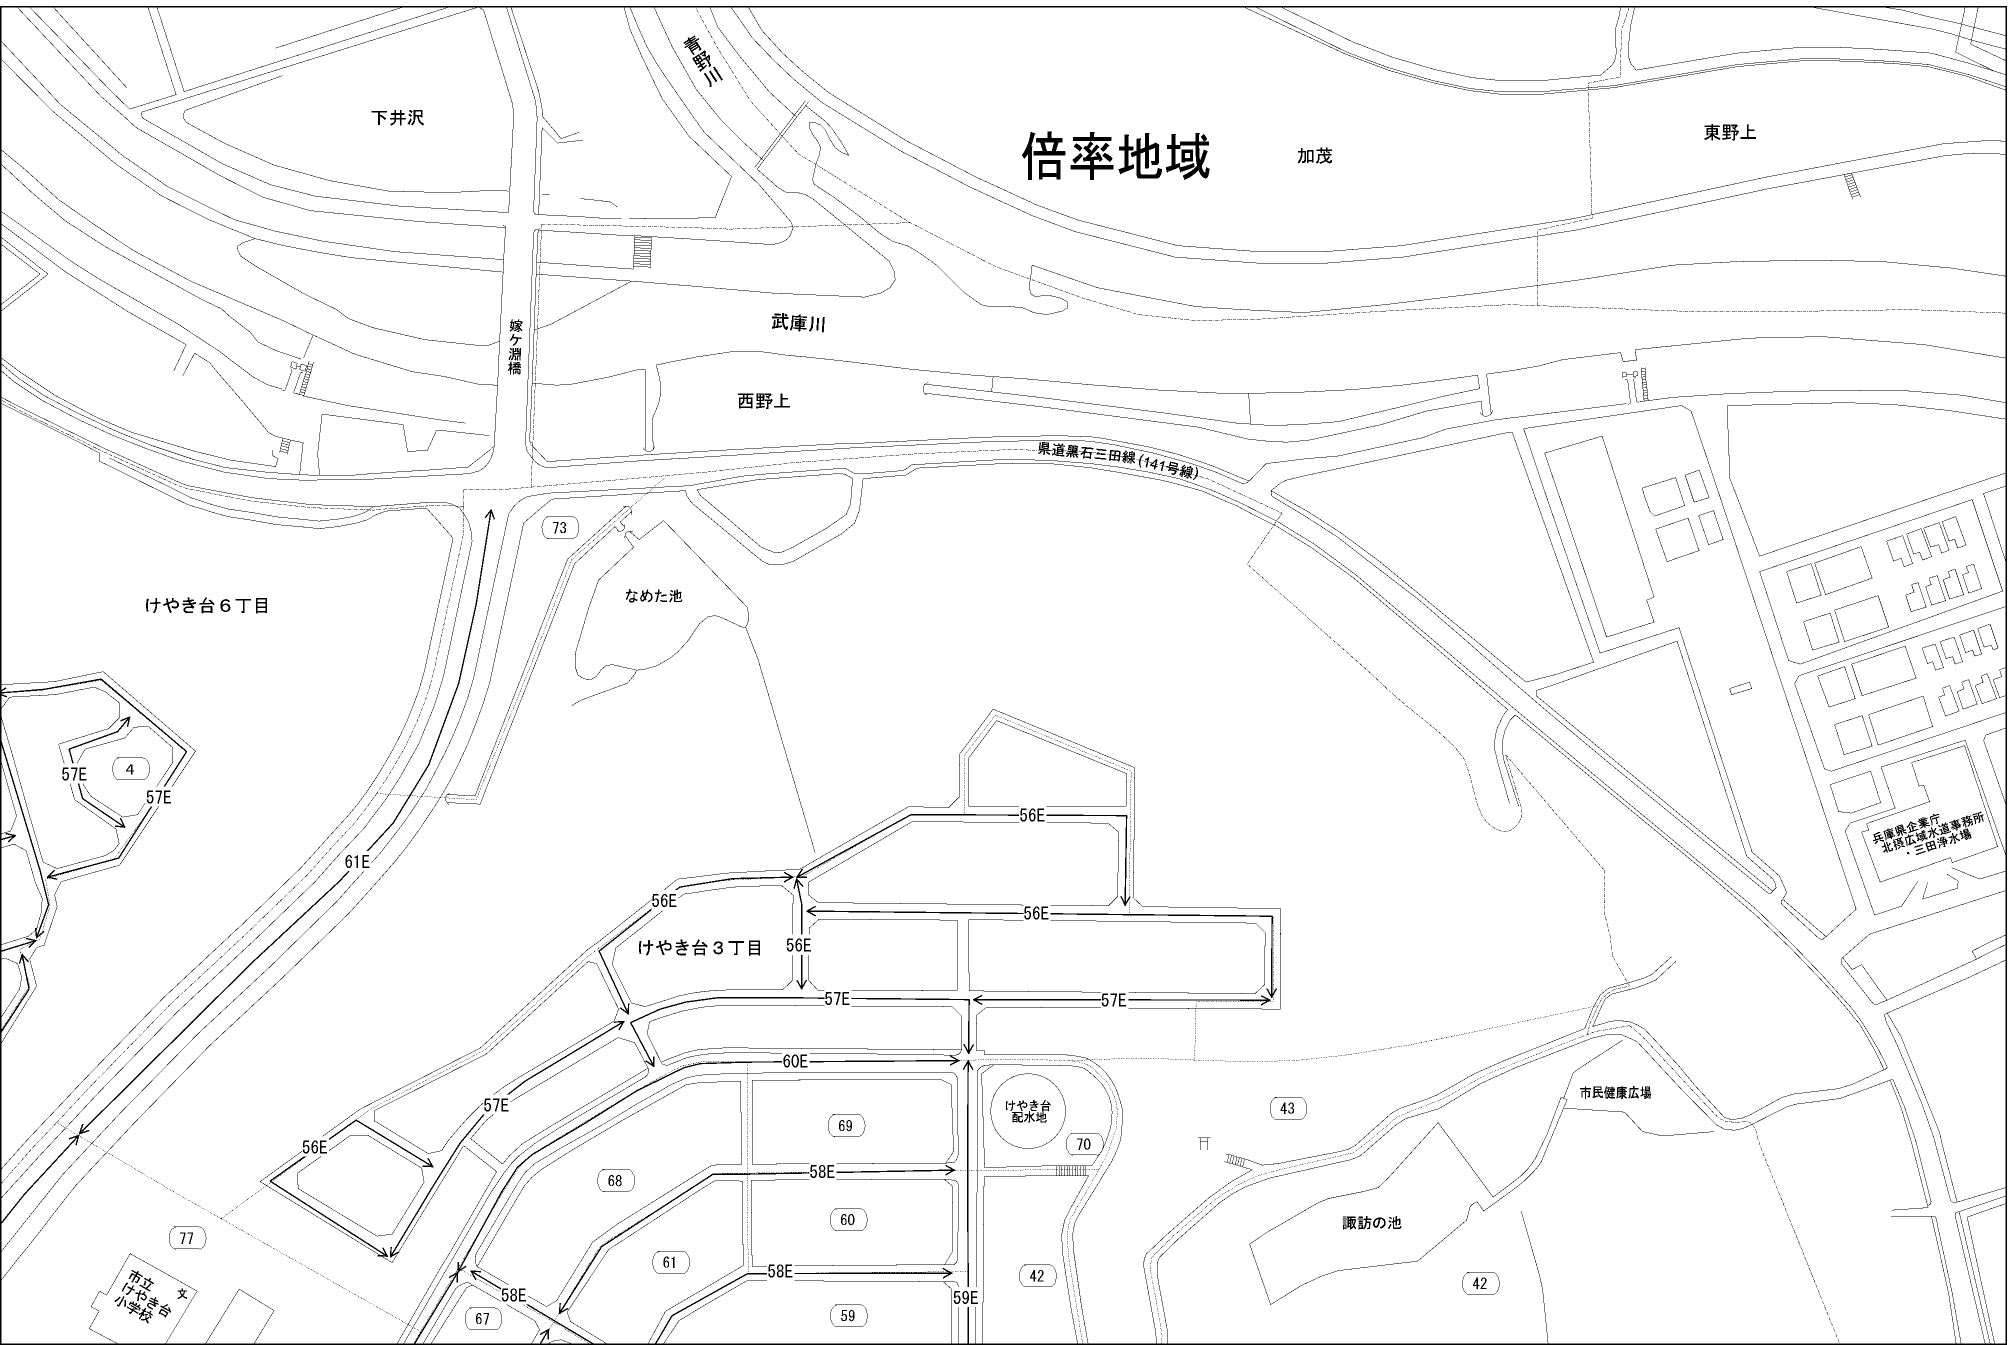 青野川
下井沢
倍率地域
加茂
東野上
嫁ケ淵橋
武庫川
西野上
県道黒石三田線(141号線)
73
なめた池
けやき台6丁目
4
57E
57E
61E
56E
兵庫県企業庁
北摂広域水道事務所
・三田浄水場
56E
56E
56E
けやき台3丁目
57E
57E
60E
57E
けやき台
配水地
市民健康広場
43
69
70
56E
58E
68
60
諏訪の池
77
61
58E
42
42
市立
けやき台
小学校
文
58E
59E
67
59